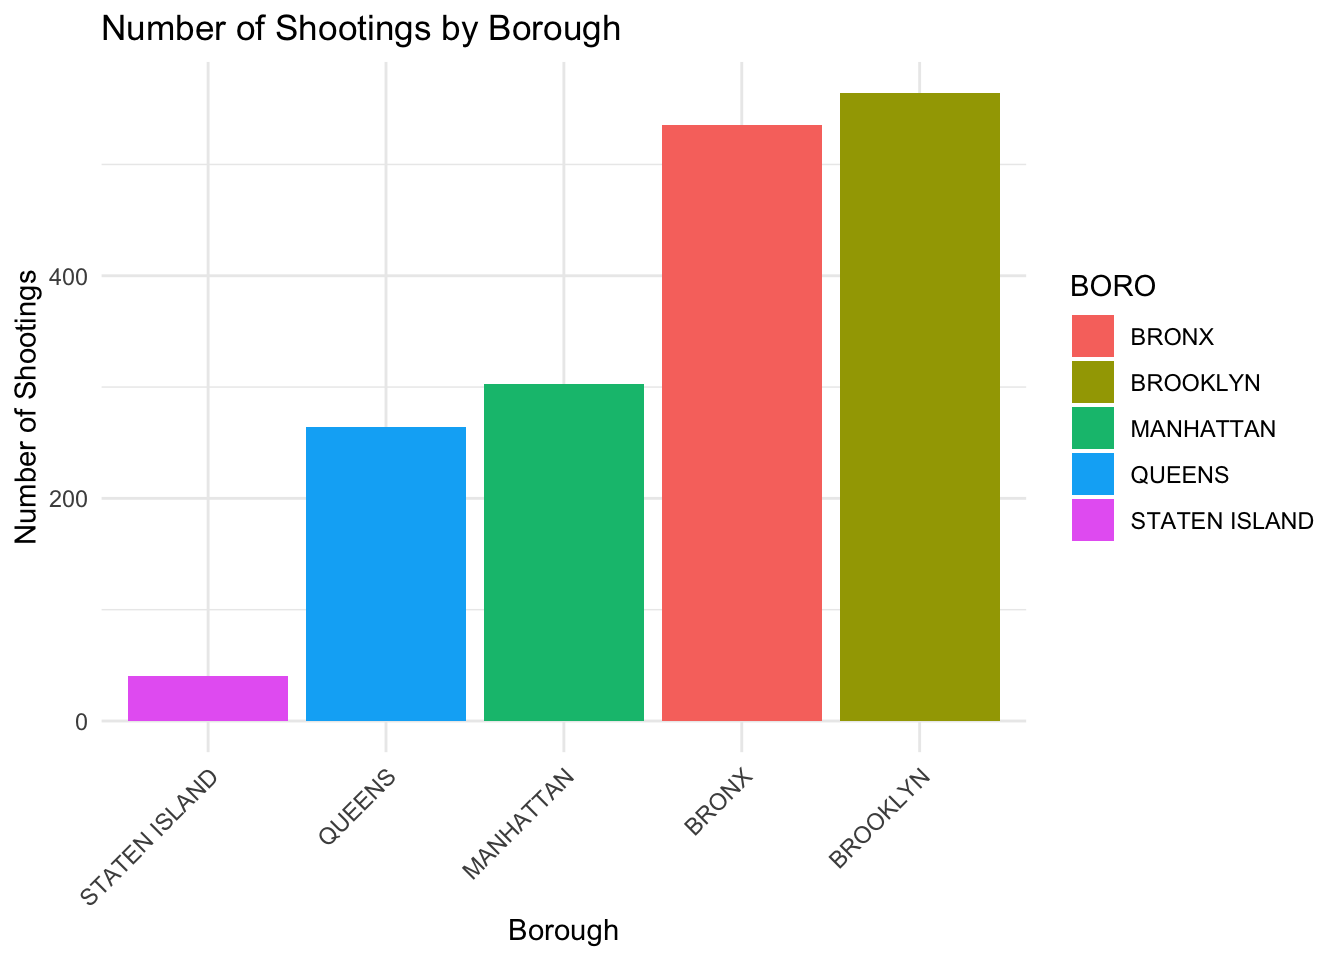 Number of Shootings by Borough
Number of Shootings
400
200
0
STATEN ISLAND
QUEENS
MANHATTAN
BRONX
BROOKLYN
Borough
BORO
BRONX
BROOKLYN
MANHATTAN
QUEENS
STATEN ISLAND